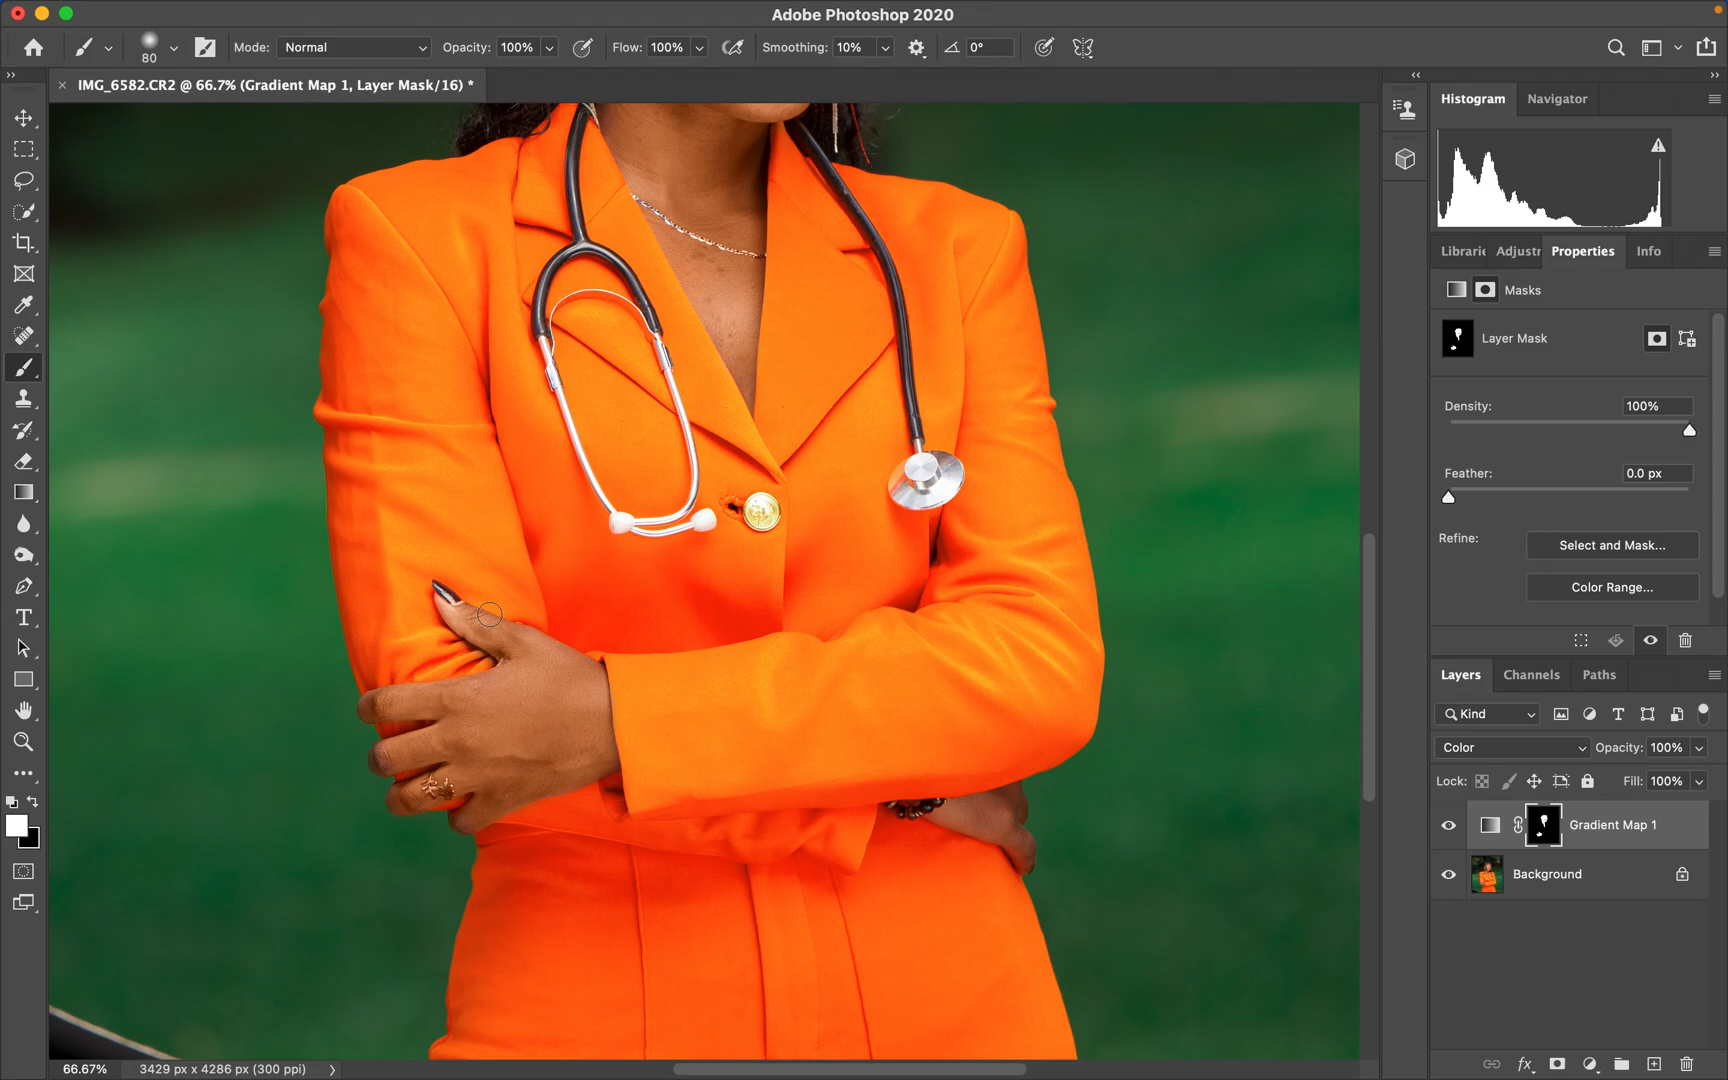 Adobe Photoshop 2020
80
Mode: Normal
Opacity: 100%
Flow: 100%
Smoothing: 10%
0°
IMG_6582.CR2 @ 66.7% (Gradient Map 1, Layer Mask/16) *
Histogram Navigator
Librarie Adjustr Properties Info
Masks
Layer Mask
Density: 100%
Feather: 0.0 px
Refine: Select and Mask...
Color Range...
Layers Channels Paths
Kind
Color Opacity: 100%
Lock: Fill: 100%
Gradient Map 1
Background
66.67% 3429 px x 4286 px (300 ppi)